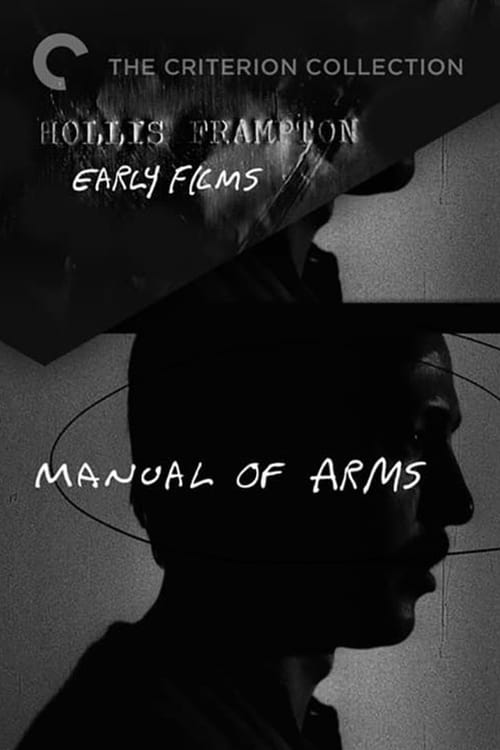 THE CRITERION COLLECTION
HOLLIS FRAMPTON
EARLY FILMS
MANUAL OF ARMS